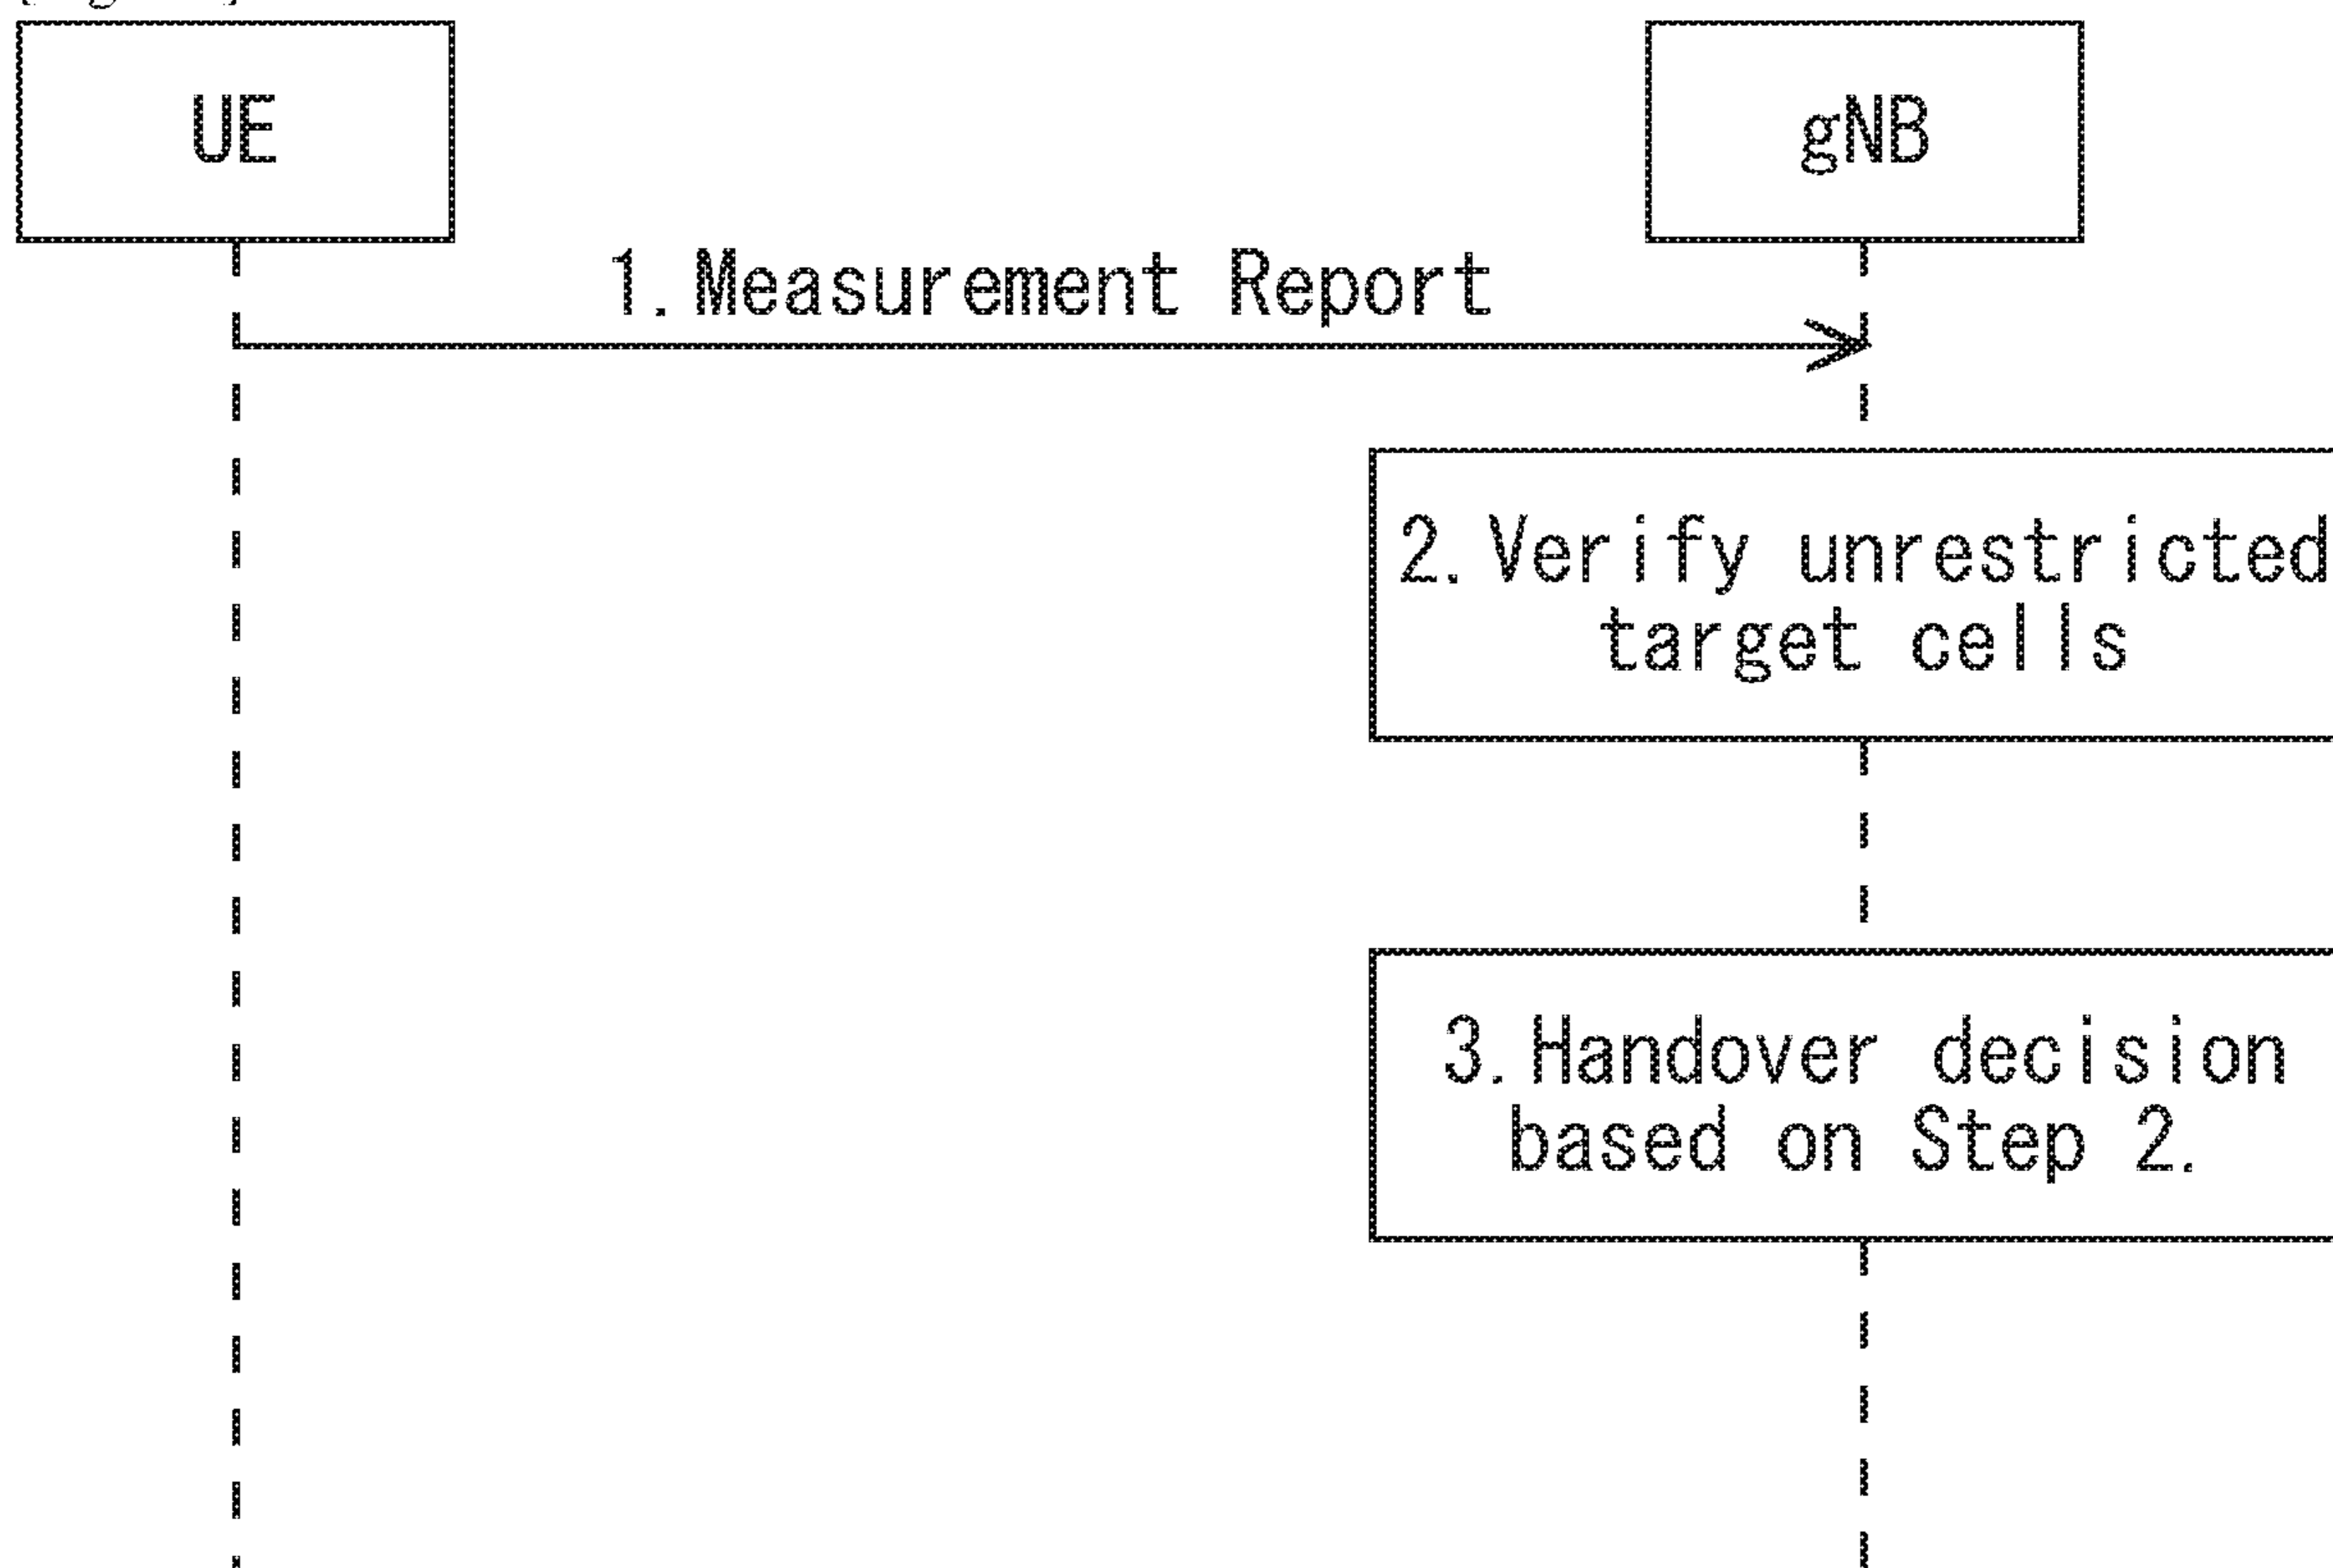 UE
gNB
1. Measurement Report
2. Verify unrestricted
target cells
3. Handover decision
based on Step 2.